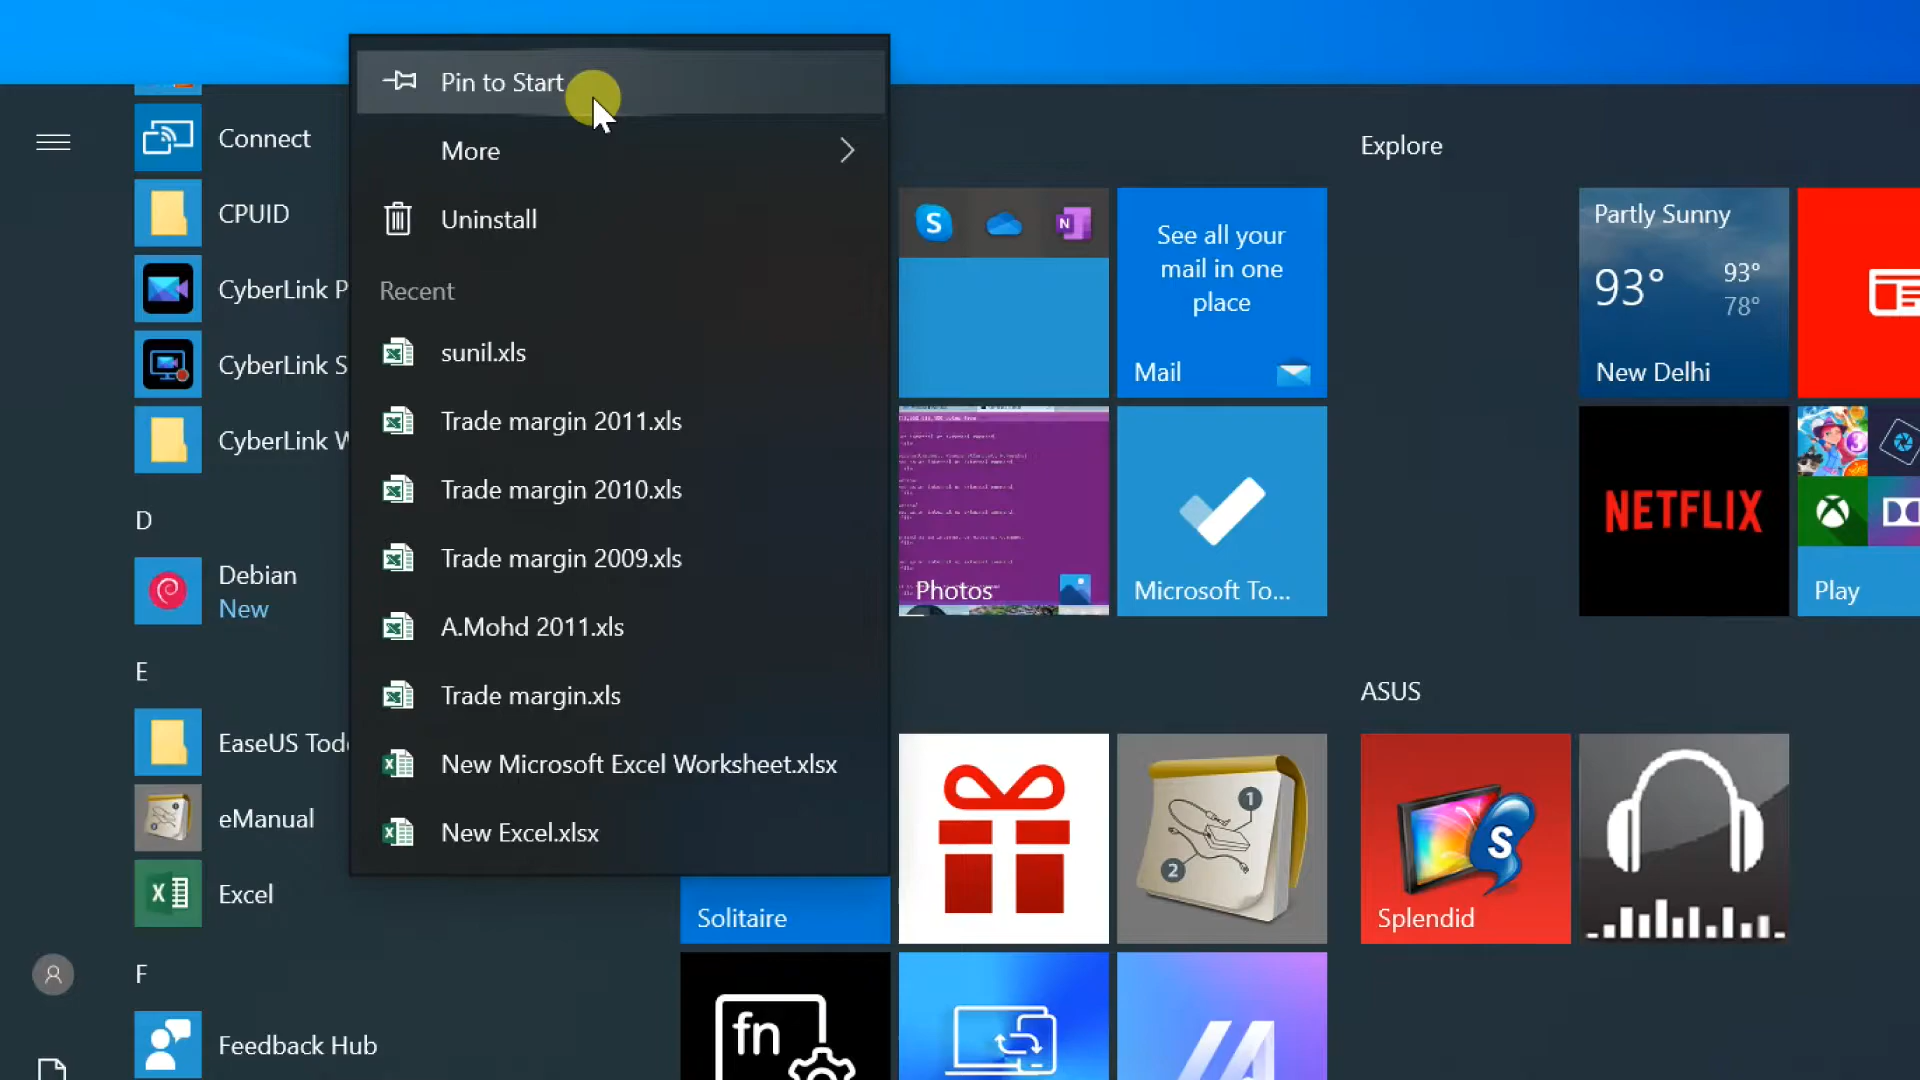 Pin to Start
More
Uninstall
Recent
sunil.xls
Trade margin 2011.xls
Trade margin 2010.xls
Trade margin 2009.xls
A.Mohd 2011.xls
Trade margin.xls
New Microsoft Excel Worksheet.xlsx
New Excel.xlsx
Connect
CPUID
CyberLink P
CyberLink S
CyberLink W
D
Debian
New
E
EaseUS Tod
eManual
Excel
F
Feedback Hub
Explore
S
N
See all your
mail in one
place
Mail
Partly Sunny
93°
93°
78°
New Delhi
Photos
Microsoft To...
NETFLIX
3
Play
ASUS
Solitaire
1
2
S
Splendid
fn